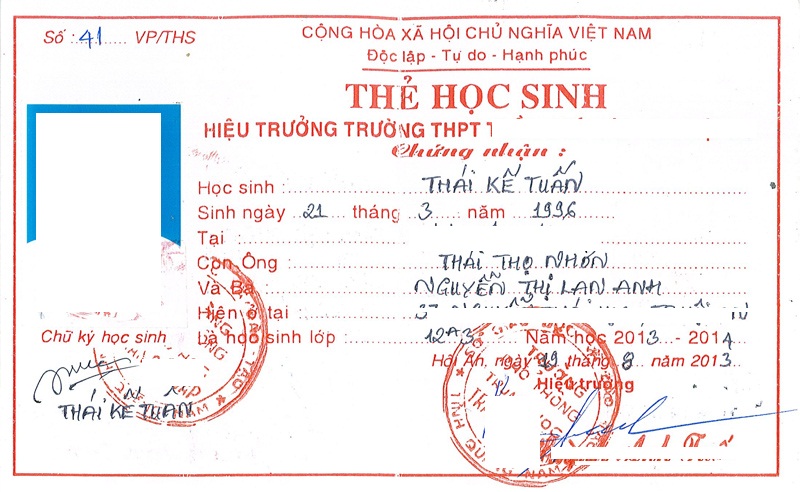 Số : 41 VP/THS
CỘNG HÒA XÃ HỘI CHỦ NGHĨA VIỆT NAM
Độc lập - Tự do - Hạnh phúc
THẺ HỌC SINH
HIỆU TRƯỞNG TRƯỜNG THPT
Chứng nhận :
Học sinh : THÁI KẾ TUẤN
Sinh ngày 21 tháng 3 năm 1996
Tại :
Con Ông : THÁI THỌ NHƠN
Và Bà : NGUYỄN THỊ LAN ANH
Hiện ở tại :
Là học sinh lớp : 12A3 Năm học 2013 - 2014
Chữ ký học sinh
Hội An, ngày 19 tháng 8 năm 2013
Hiệu trưởng
THÁI KẾ TUẤN